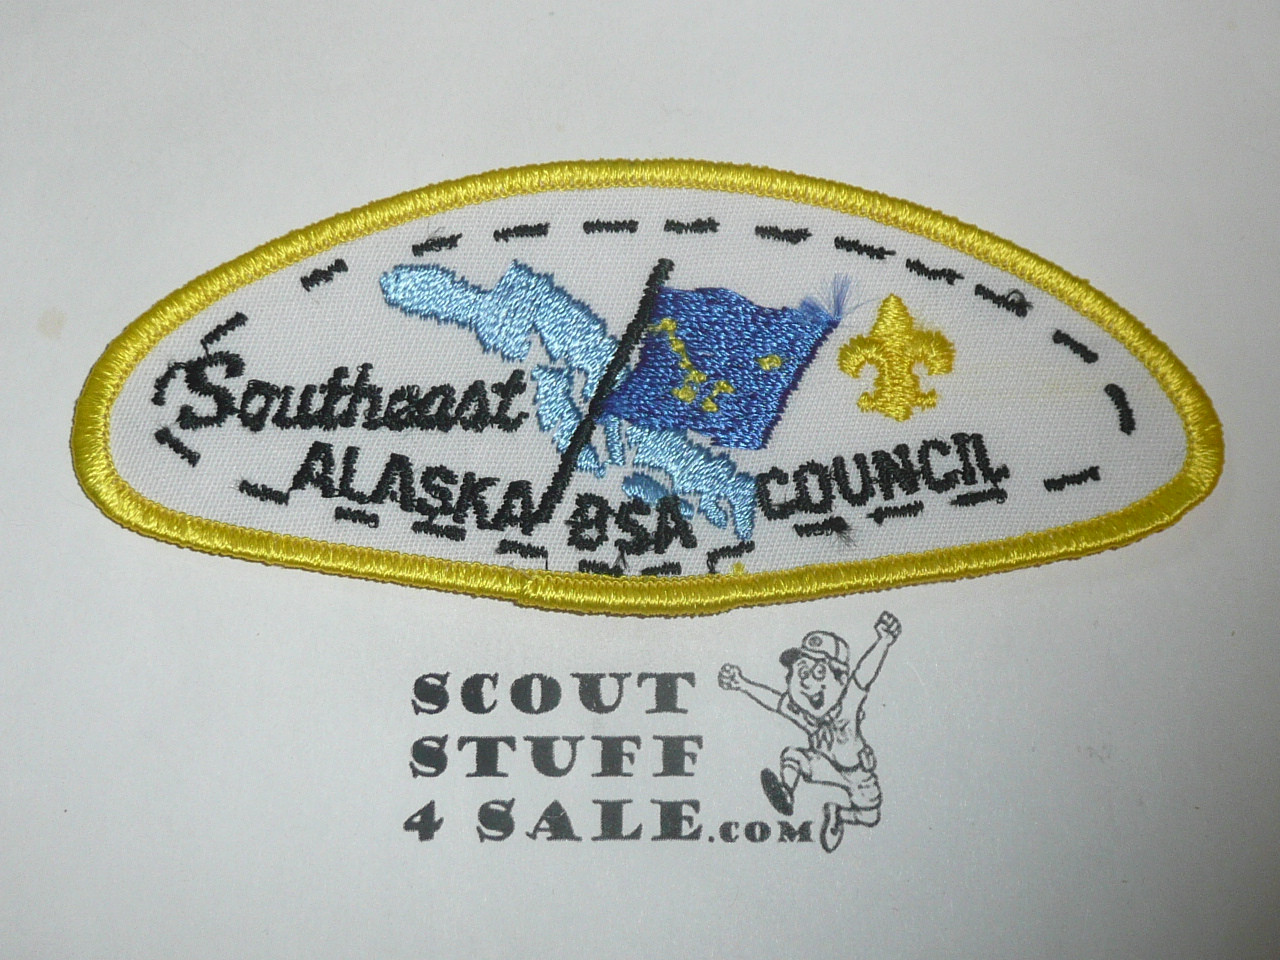 Southeast
ALASKA BSA COUNCIL
SCOUT
STUFF
4 SALE.COM